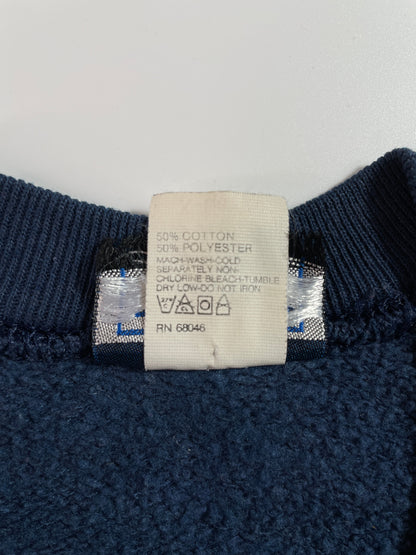 50% COTTON
50% POLYESTER
MACH-WASH-COLD
SEPARATELY NON-
CHLORINE BLEACH-TUMBLE
DRY LOW-DO NOT IRON
RN 68046